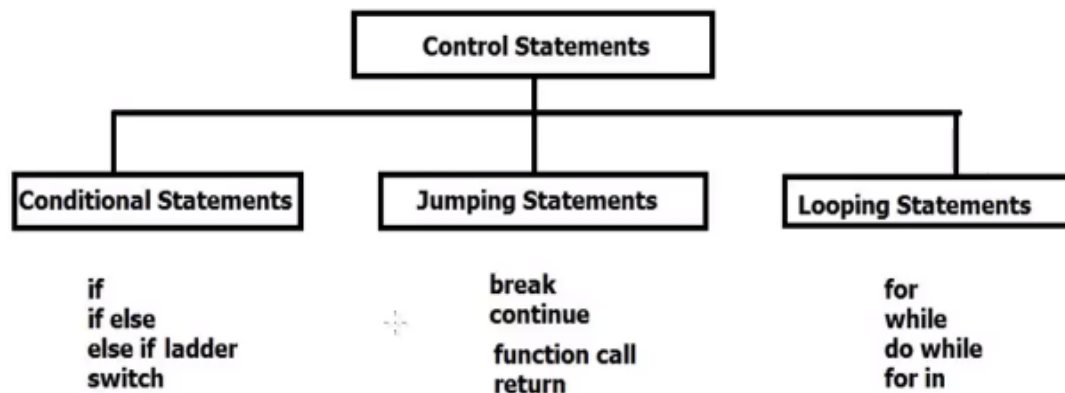 Control Statements
Conditional Statements
Jumping Statements
Looping Statements
if
if else
else if ladder
switch
break
continue
function call
return
for
while
do while
for in